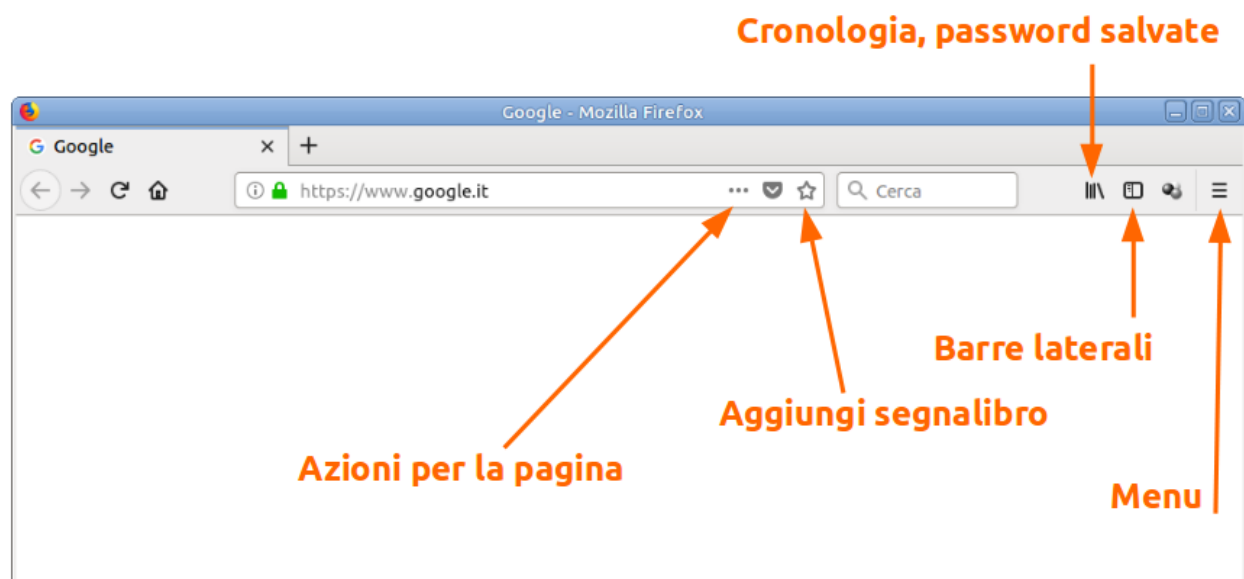 Cronologia, password salvate
Google - Mozilla Firefox
Google
https://www.google.it
Cerca
Barre laterali
Aggiungi segnalibro
Azioni per la pagina
Menu